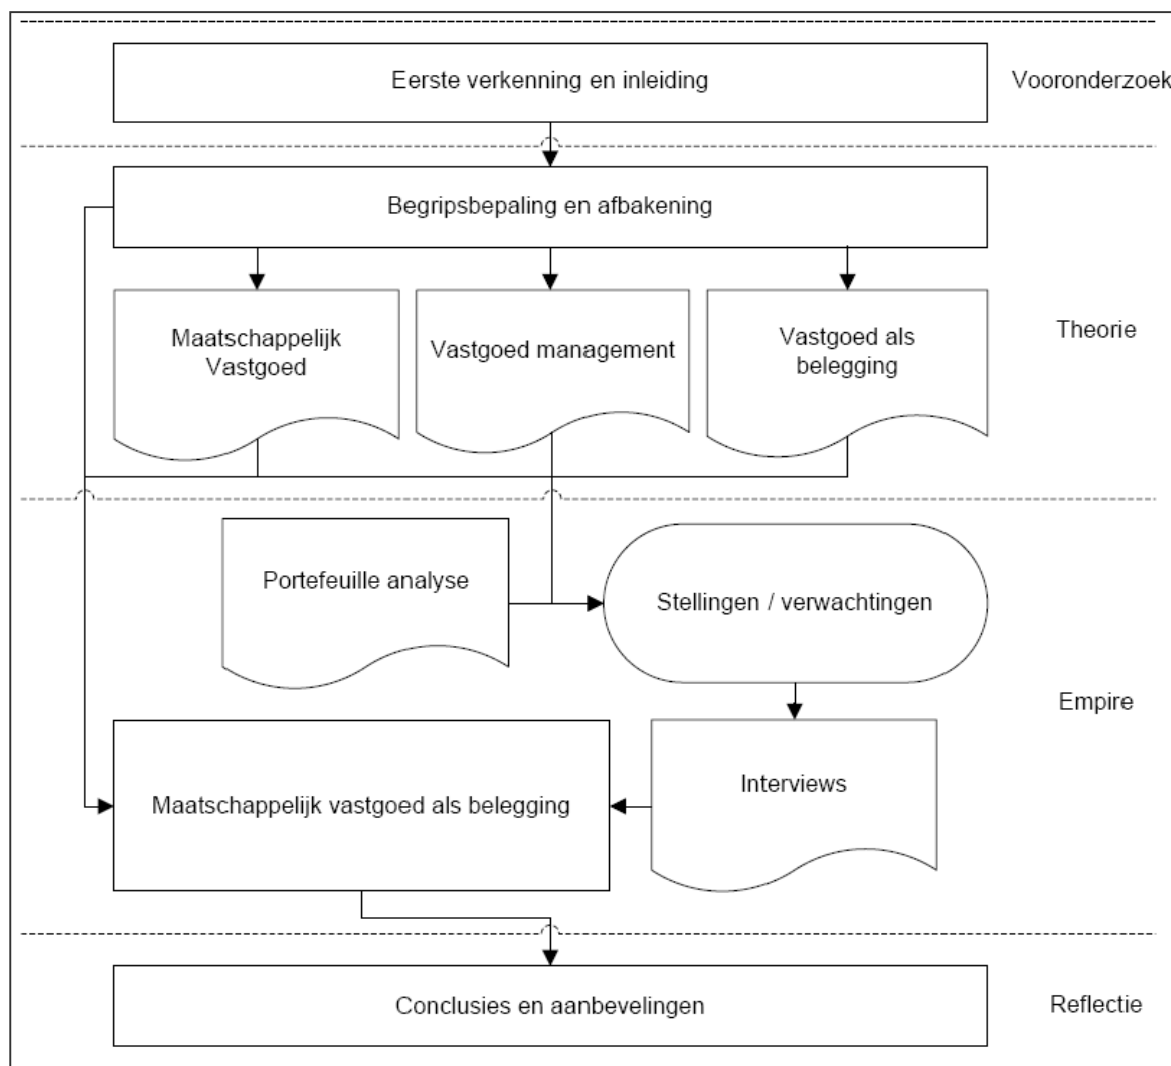 Eerste verkenning en inleiding
Vooronderzoek
Begripsbepaling en afbakening
Maatschappelijk
Vastgoed
Vastgoed management
Vastgoed als
belegging
Theorie
Portefeuille analyse
Stellingen / verwachtingen
Empire
Maatschappelijk vastgoed als belegging
Interviews
Conclusies en aanbevelingen
Reflectie